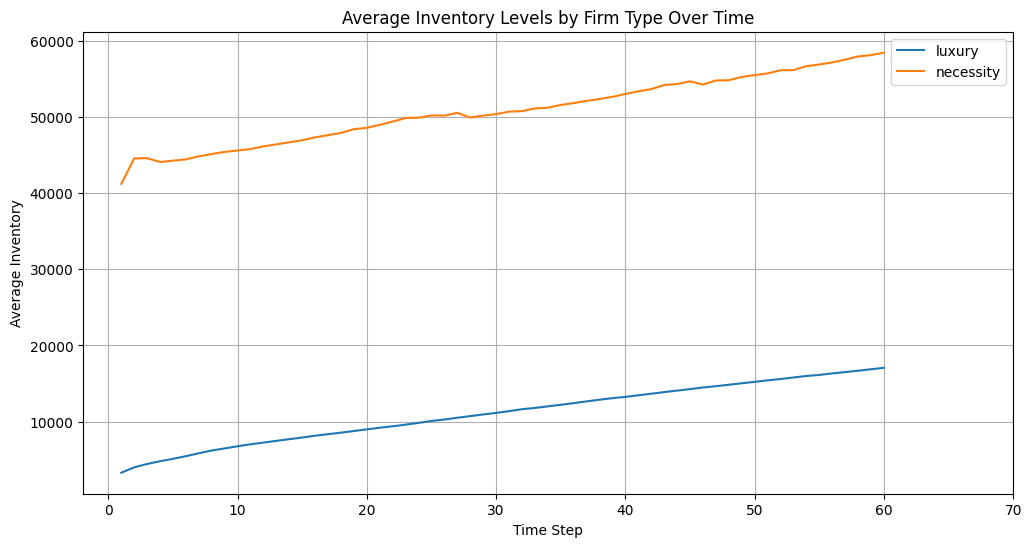 Average Inventory Levels by Firm Type Over Time
luxury
necessity
Average Inventory
60000
50000
40000
30000
20000
10000
0 10 20 30 40 50 60 70
Time Step